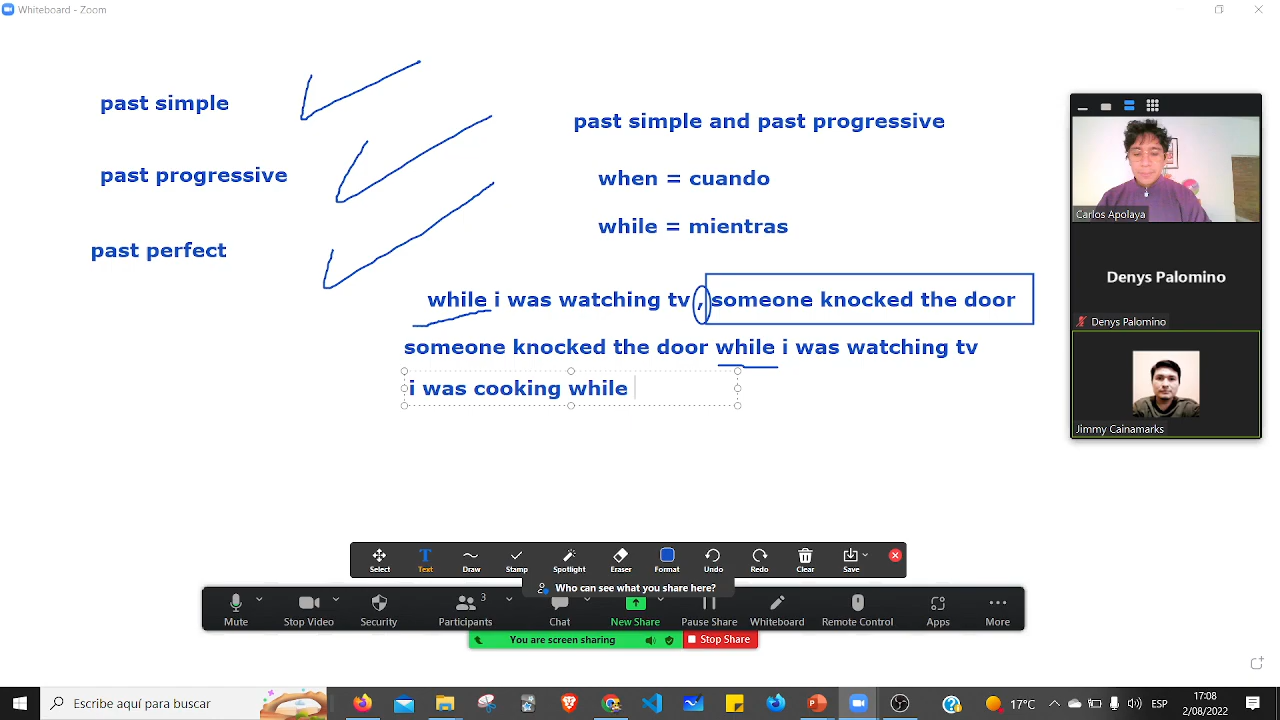 Whiteboard - Zoom
past simple
past progressive
past perfect
past simple and past progressive
when = cuando
while = mientras
while i was watching tv , someone knocked the door
someone knocked the door while i was watching tv
i was cooking while
Carlos Apolaya
Denys Palomino
Denys Palomino
Jimmy Cainamarks
Select
Text
Draw
Stamp
Spotlight
Eraser
Format
Undo
Redo
Clear
Save
Who can see what you share here?
Mute
Stop Video
Security
Participants
3
Chat
New Share
Pause Share
Whiteboard
Remote Control
Apps
More
You are screen sharing
Stop Share
Escribe aquí para buscar
17°C
ESP
17:08
2/08/2022